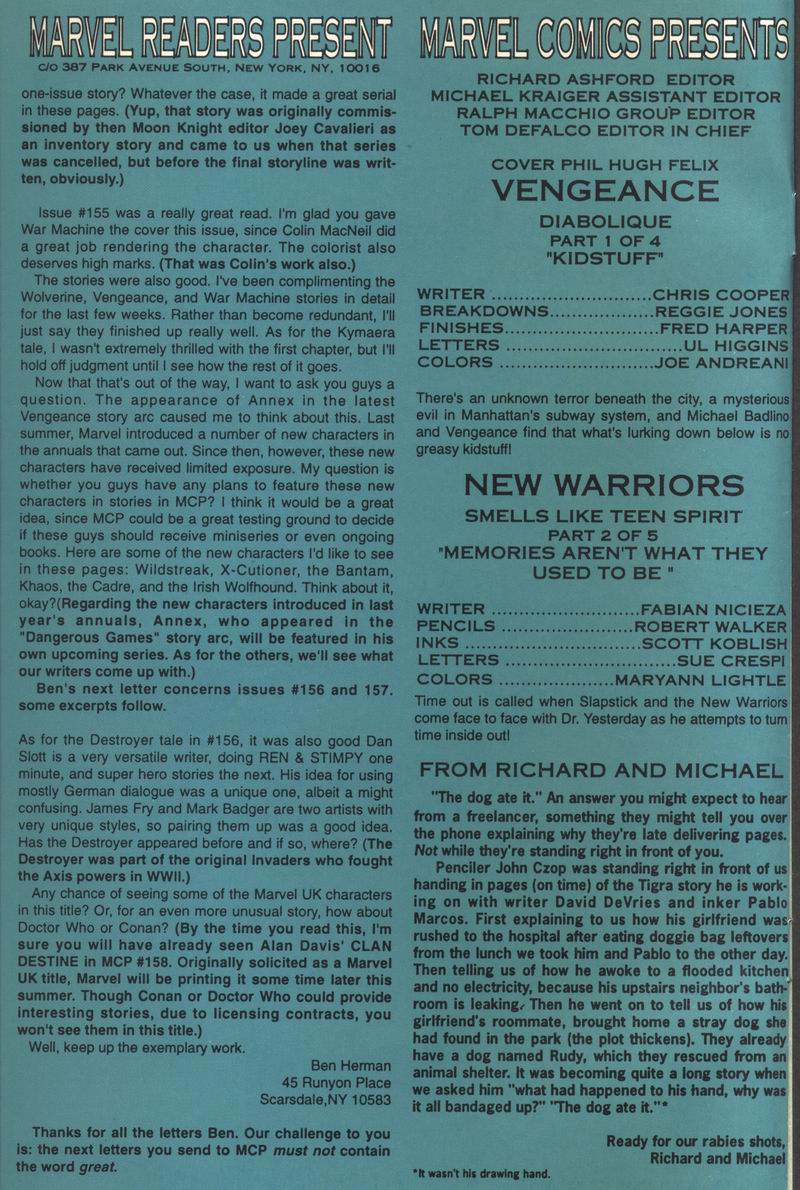 MARVEL READERS PRESENT
C/O 387 PARK AVENUE SOUTH, NEW YORK, NY, 10016
one-issue story? Whatever the case, it made a great serial
in these pages. (Yup, that story was originally commis-
sioned by then Moon Knight editor Joey Cavalieri as
an inventory story and came to us when that series
was cancelled, but before the final storyline was writ-
ten, obviously.)
Issue #155 was a really great read. I'm glad you gave
War Machine the cover this issue, since Colin MacNeil did
a great job rendering the character. The colorist also
deserves high marks. (That was Colin's work also.)
The stories were also good. I've been complimenting the
Wolverine, Vengeance, and War Machine stories in detail
for the last few weeks. Rather than become redundant, I'll
just say they finished up really well. As for the Kymaera
tale, I wasn't extremely thrilled with the first chapter, but I'll
hold off judgment until I see how the rest of it goes.
Now that that's out of the way, I want to ask you guys a
question. The appearance of Annex in the latest
Vengeance story arc caused me to think about this. Last
summer, Marvel introduced a number of new characters in
the annuals that came out. Since then, however, these new
characters have received limited exposure. My question is
whether you guys have any plans to feature these new
characters in stories in MCP? I think it would be a great
idea, since MCP could be a great testing ground to decide
if these guys should receive miniseries or even ongoing
books. Here are some of the new characters I'd like to see
in these pages: Wildstreak, X-Cutioner, the Bantam,
Khaos, the Cadre, and the Irish Wolfhound. Think about it,
okay?(Regarding the new characters introduced in last
year's annuals, Annex, who appeared in the
"Dangerous Games" story arc, will be featured in his
own upcoming series. As for the others, we'll see what
our writers come up with.)
Ben's next letter concerns issues #156 and 157.
some excerpts follow.
As for the Destroyer tale in #156, it was also good Dan
Slott is a very versatile writer, doing REN & STIMPY one
minute, and super hero stories the next. His idea for using
mostly German dialogue was a unique one, albeit a might
confusing. James Fry and Mark Badger are two artists with
very unique styles, so pairing them up was a good idea.
Has the Destroyer appeared before and if so, where? (The
Destroyer was part of the original Invaders who fought
the Axis powers in WWII.)
Any chance of seeing some of the Marvel UK characters
in this title? Or, for an even more unusual story, how about
Doctor Who or Conan? (By the time you read this, I'm
sure you will have already seen Alan Davis' CLAN
DESTINE in MCP #158. Originally solicited as a Marvel
UK title, Marvel will be printing it some time later this
summer. Though Conan or Doctor Who could provide
interesting stories, due to licensing contracts, you
won't see them in this title.)
Well, keep up the exemplary work.
Ben Herman
45 Runyon Place
Scarsdale,NY 10583
Thanks for all the letters Ben. Our challenge to you
is: the next letters you send to MCP must not contain
the word great.
MARVEL COMICS PRESENTS
RICHARD ASHFORD EDITOR
MICHAEL KRAIGER ASSISTANT EDITOR
RALPH MACCHIO GROUP EDITOR
TOM DEFALCO EDITOR IN CHIEF
COVER PHIL HUGH FELIX
VENGEANCE
DIABOLIQUE
PART 1 OF 4
"KIDSTUFF"
WRITER ............................CHRIS COOPER
BREAKDOWNS..................REGGIE JONES
FINISHES...........................FRED HARPER
LETTERS ...............................UL HIGGINS
COLORS ...........................JOE ANDREANI
There's an unknown terror beneath the city, a mysterious
evil in Manhattan's subway system, and Michael Badlino
and Vengeance find that what's lurking down below is no
greasy kidstuff!
NEW WARRIORS
SMELLS LIKE TEEN SPIRIT
PART 2 OF 5
"MEMORIES AREN'T WHAT THEY
USED TO BE "
WRITER ..........................FABIAN NICIEZA
PENCILS .......................ROBERT WALKER
INKS ...............................SCOTT KOBLISH
LETTERS ..............................SUE CRESPI
COLORS ....................MARYANN LIGHTLE
Time out is called when Slapstick and the New Warriors
come face to face with Dr. Yesterday as he attempts to turn
time inside out!
FROM RICHARD AND MICHAEL
"The dog ate it." An answer you might expect to hear
from a freelancer, something they might tell you over
the phone explaining why they're late delivering pages.
Not while they're standing right in front of you.
Penciler John Czop was standing right in front of us
handing in pages (on time) of the Tigra story he is work-
ing on with writer David DeVries and inker Pablo
Marcos. First explaining to us how his girlfriend was
rushed to the hospital after eating doggie bag leftovers
from the lunch we took him and Pablo to the other day.
Then telling us of how he awoke to a flooded kitchen
and no electricity, because his upstairs neighbor's bath-
room is leaking. Then he went on to tell us of how his
girlfriend's roommate, brought home a stray dog she
had found in the park (the plot thickens). They already
have a dog named Rudy, which they rescued from an
animal shelter. It was becoming quite a long story when
we asked him "what had happened to his hand, why was
it all bandaged up?" "The dog ate it."*
Ready for our rabies shots,
Richard and Michael
*It wasn't his drawing hand.